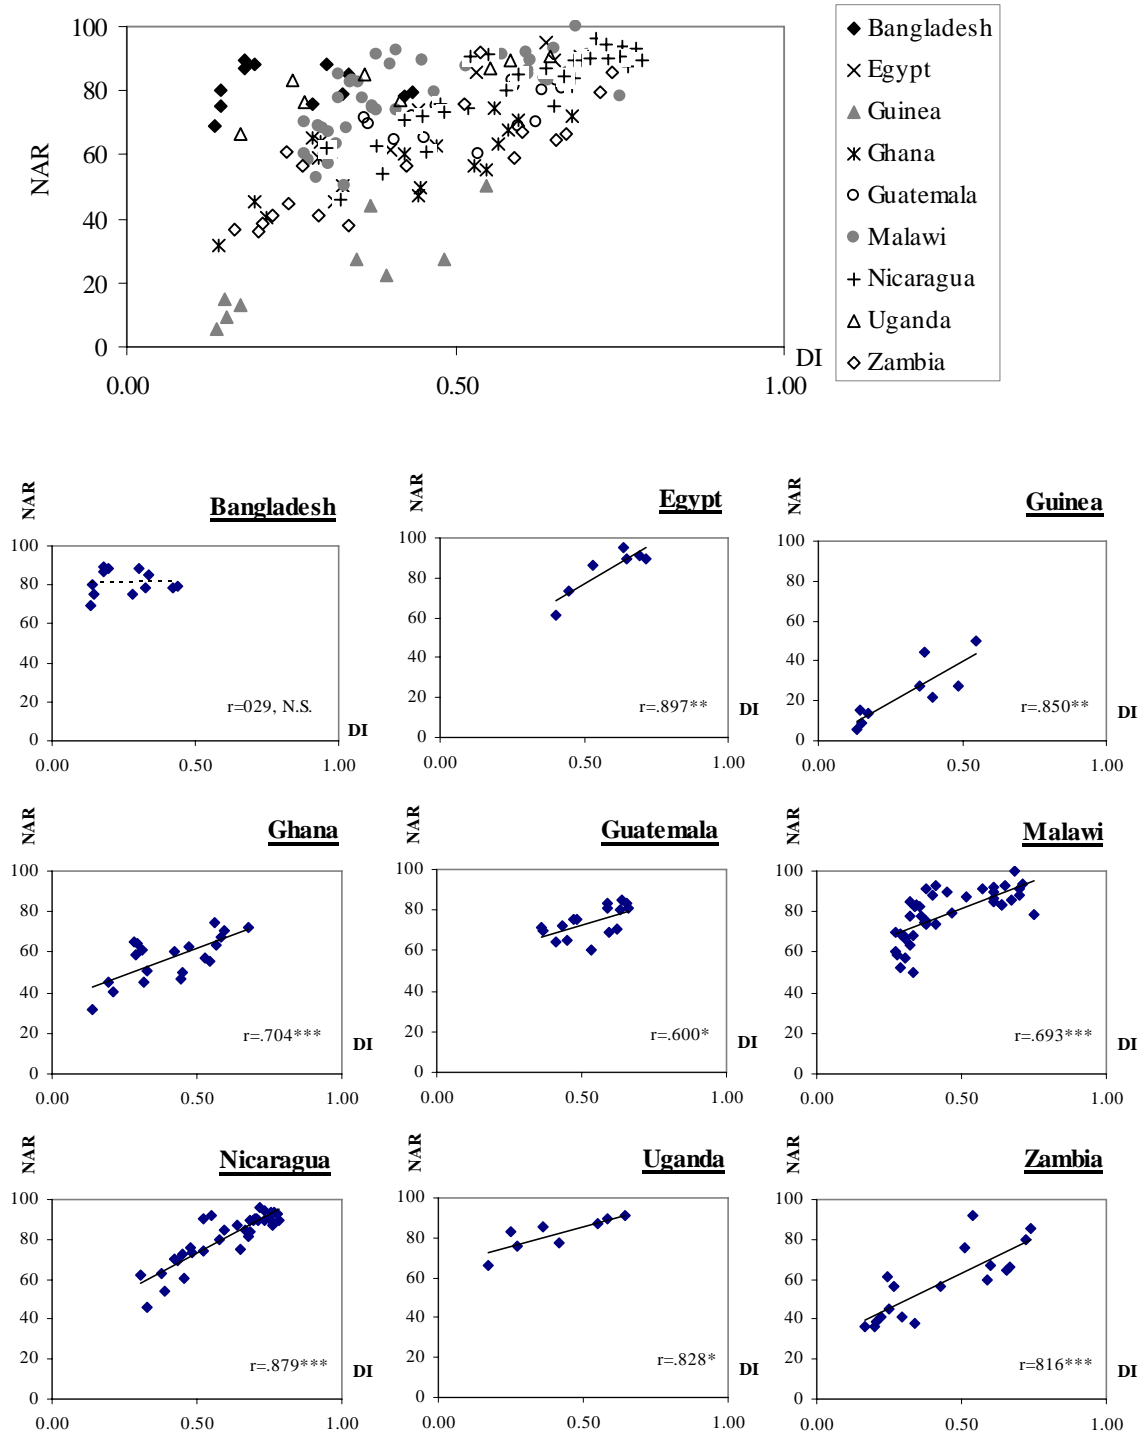 100
80
60
40
20
0
NAR
0.00 0.50 1.00
DI
Bangladesh
Egypt
Guinea
Ghana
Guatemala
Malawi
Nicaragua
Uganda
Zambia
NAR
Bangladesh
100
80
60
40
20
0
r=029, N.S.
DI
0.00 0.50 1.00
NAR
Egypt
100
80
60
40
20
0
r=.897**
DI
0.00 0.50 1.00
NAR
Guinea
100
80
60
40
20
0
r=.850**
DI
0.00 0.50 1.00
NAR
Ghana
100
80
60
40
20
0
r=.704***
DI
0.00 0.50 1.00
NAR
Guatemala
100
80
60
40
20
0
r=.600*
DI
0.00 0.50 1.00
NAR
Malawi
100
80
60
40
20
0
r=.693***
DI
0.00 0.50 1.00
NAR
Nicaragua
100
80
60
40
20
0
r=.879***
DI
0.00 0.50 1.00
NAR
Uganda
100
80
60
40
20
0
r=.828*
DI
0.00 0.50 1.00
NAR
Zambia
100
80
60
40
20
0
r=816***
DI
0.00 0.50 1.00